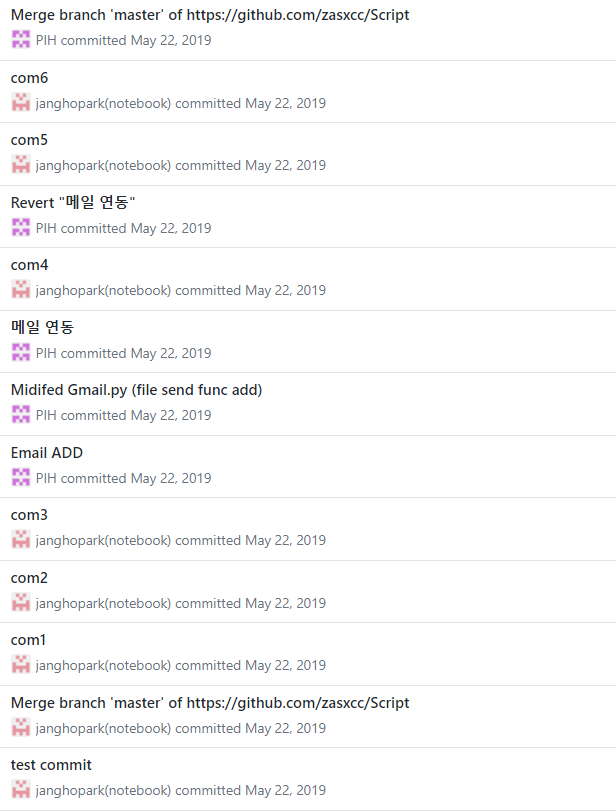 Merge branch 'master' of https://github.com/zasxcc/Script
PIH committed May 22, 2019
com6
janghopark(notebook) committed May 22, 2019
com5
janghopark(notebook) committed May 22, 2019
Revert "메일 연동"
PIH committed May 22, 2019
com4
janghopark(notebook) committed May 22, 2019
메일 연동
PIH committed May 22, 2019
Midifed Gmail.py (file send func add)
PIH committed May 22, 2019
Email ADD
PIH committed May 22, 2019
com3
janghopark(notebook) committed May 22, 2019
com2
janghopark(notebook) committed May 22, 2019
com1
janghopark(notebook) committed May 22, 2019
Merge branch 'master' of https://github.com/zasxcc/Script
janghopark(notebook) committed May 22, 2019
test commit
janghopark(notebook) committed May 22, 2019